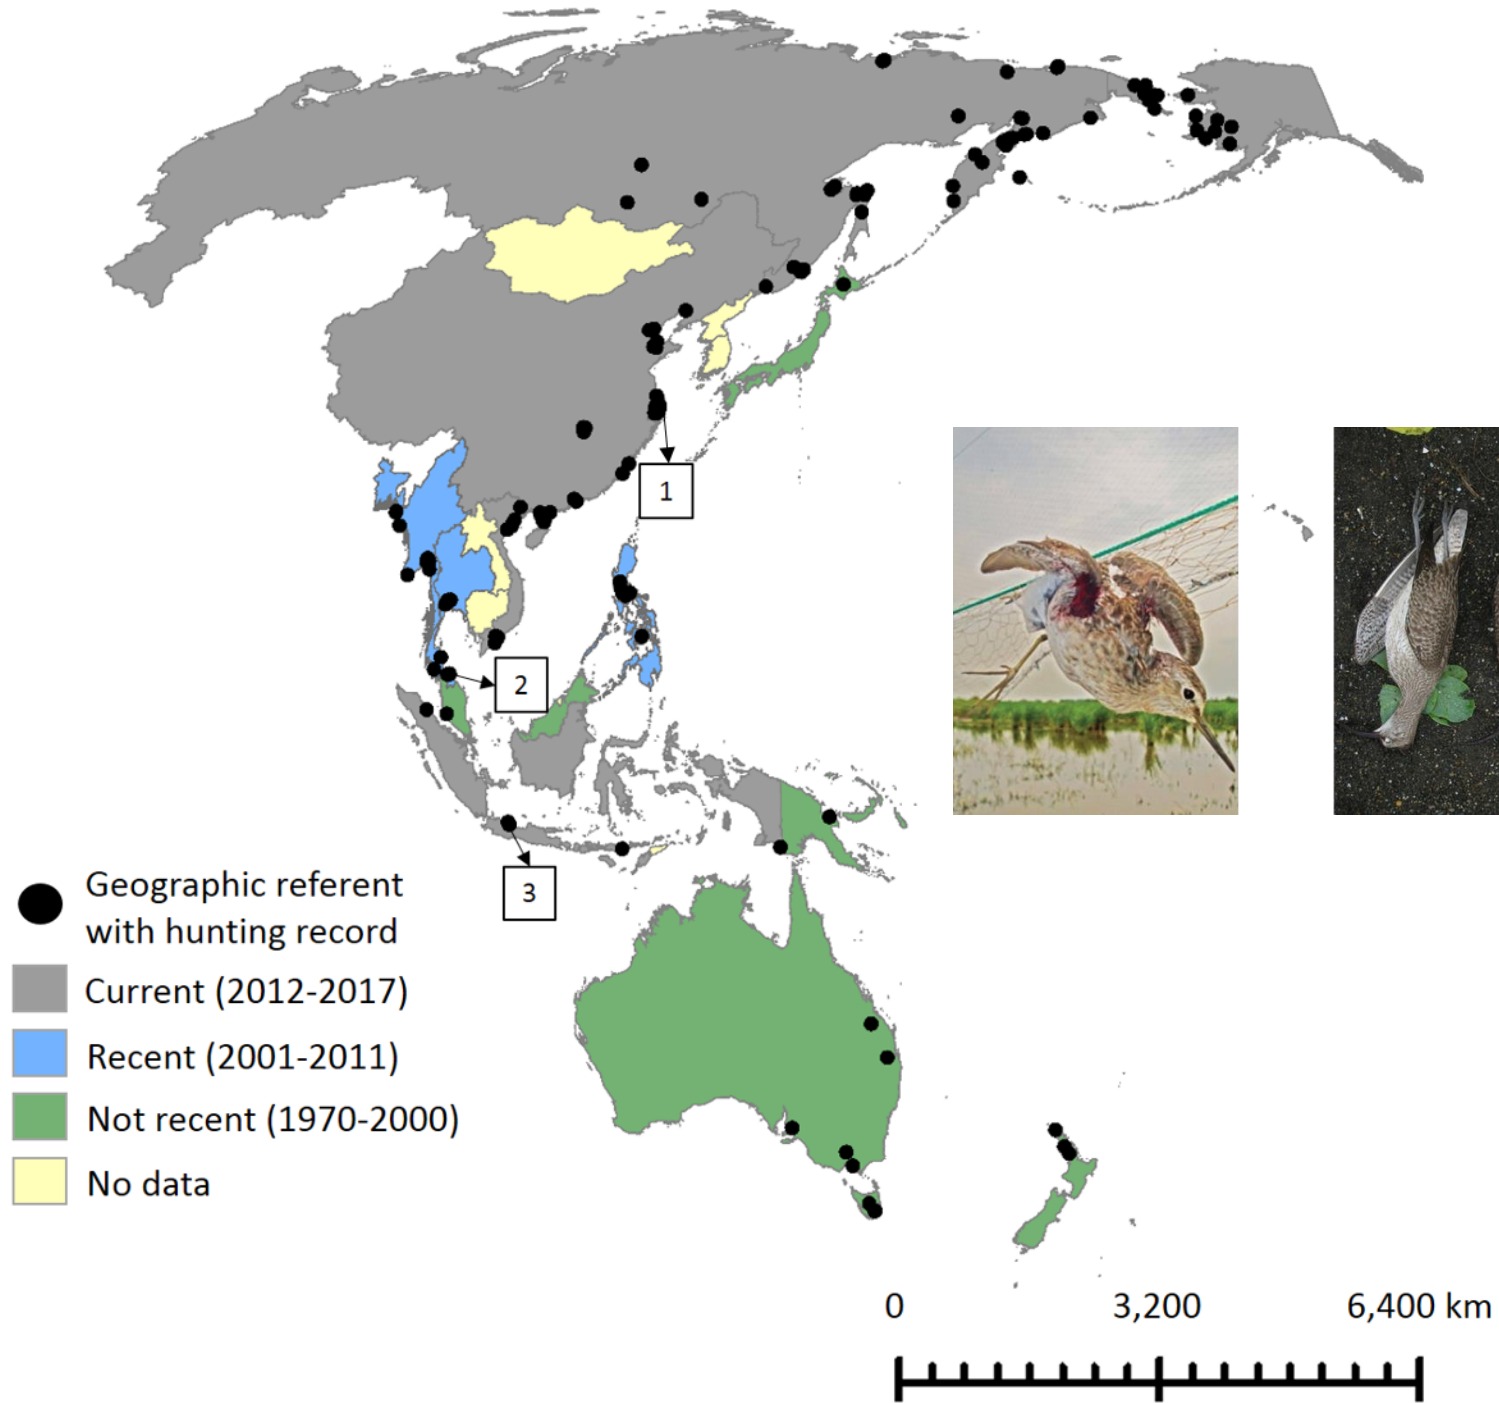 1
2
3
Geographic referent
with hunting record
Current (2012-2017)
Recent (2001-2011)
Not recent (1970-2000)
No data
0 3,200 6,400 km